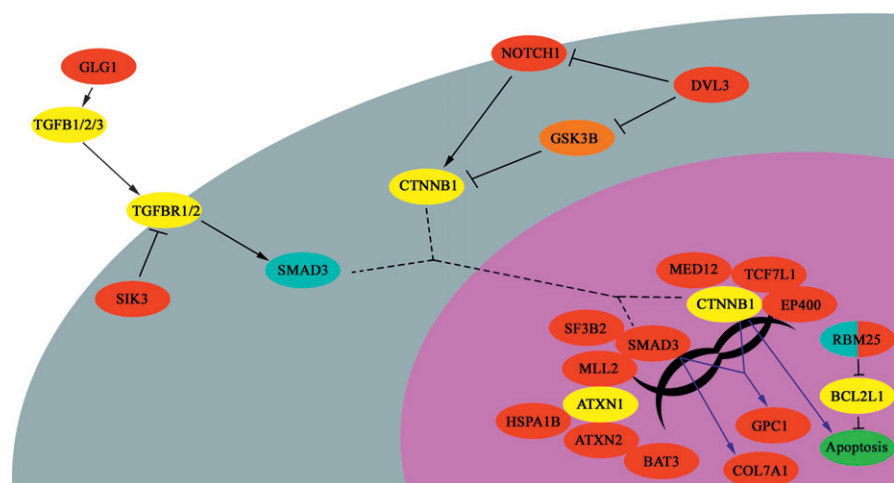 GLG1
TGFB1/2/3
TGFBR1/2
SIK3
SMAD3
NOTCH1
DVL3
GSK3B
CTNNB1
MED12
TCF7L1
CTNNB1
EP400
SF3B2
SMAD3
RBM25
MLL2
BCL2L1
ATXN1
HSPA1B
GPC1
ATXN2
Apoptosis
BAT3
COL7A1